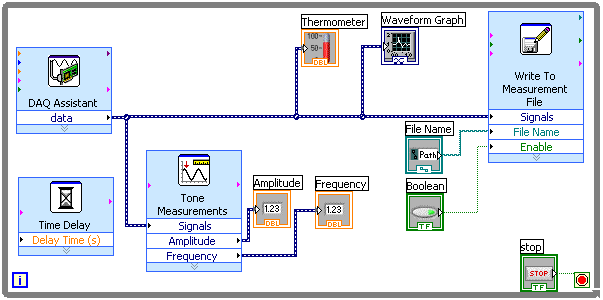 Thermometer
100
50
DBL
Waveform Graph
DAQ Assistant
data
Write To
Measurement
File
Signals
File Name
Enable
File Name
Path
Boolean
TF
Time Delay
Delay Time (s)
Tone
Measurements
Signals
Amplitude
Frequency
Amplitude
1.23
DBL
Frequency
1.23
DBL
stop
STOP
TF
i